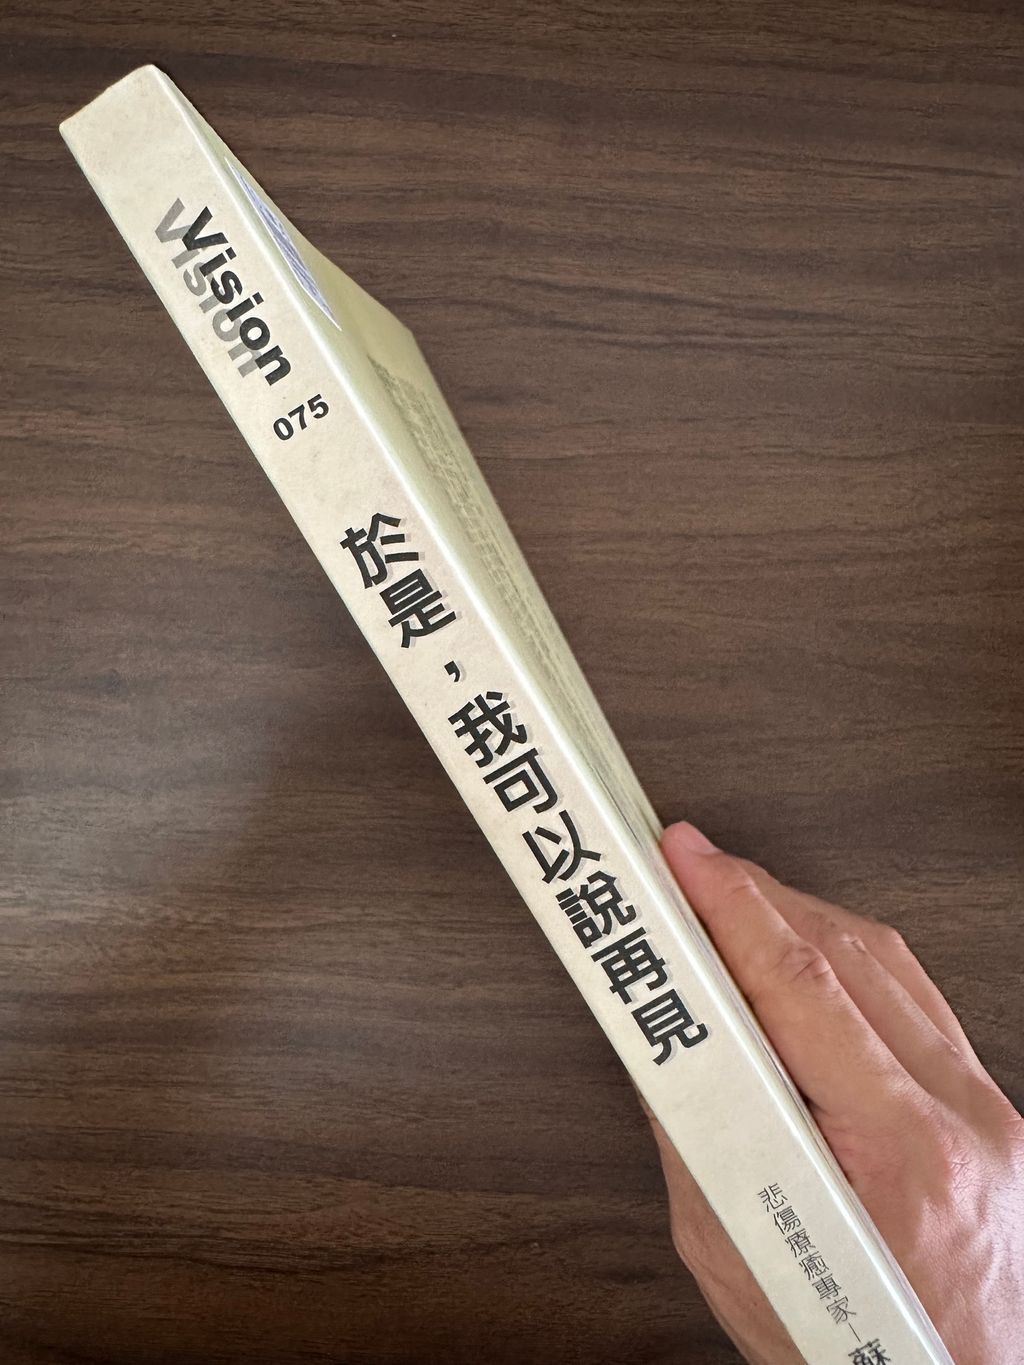 Vision
075
於是，我可以說再見
悲傷療癒專家—蘇